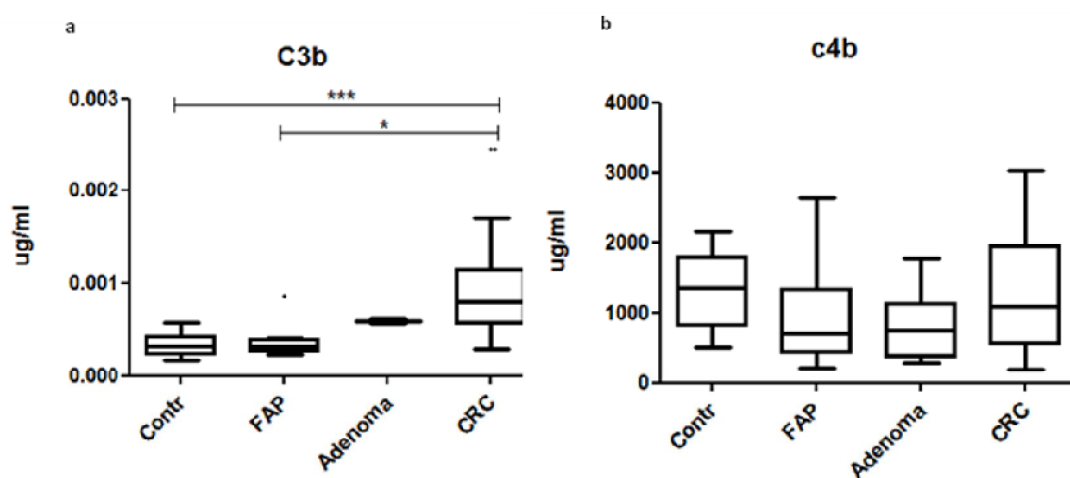 a
C3b
0.003
0.002
0.001
0.000
ug/ml
***
*
Contr
FAP
Adenoma
CRC
b
c4b
4000
3000
2000
1000
0
ug/ml
Contr
FAP
Adenoma
CRC